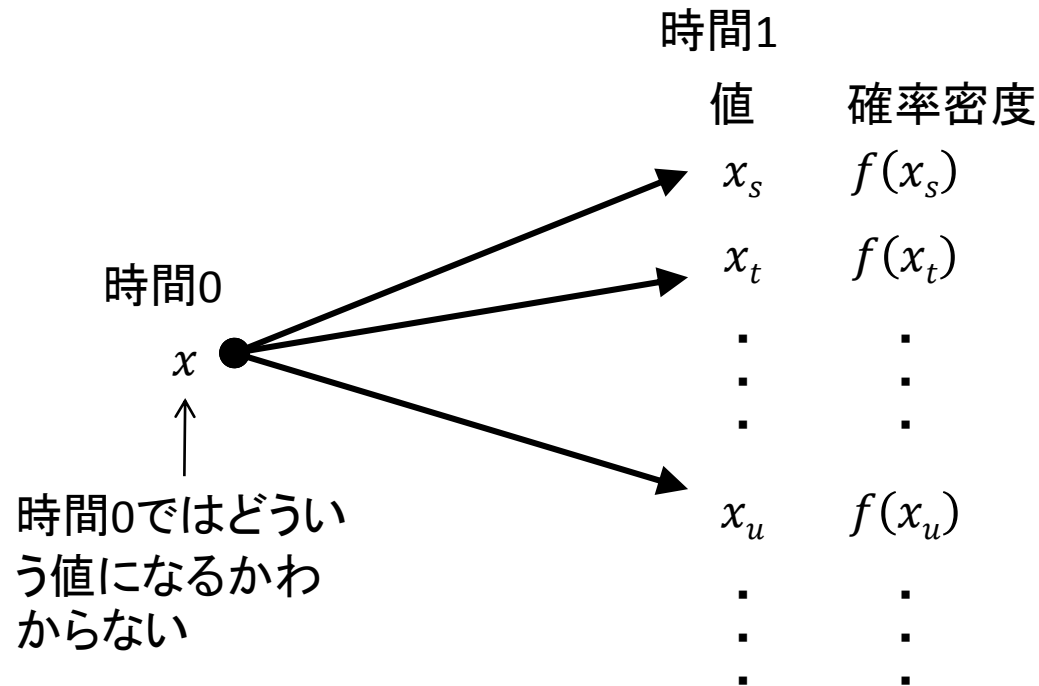 時間1
値 確率密度
x_s f(x_s)
x_t f(x_t)
時間0
x
時間0ではどうい
う値になるかわ
からない
x_u f(x_u)